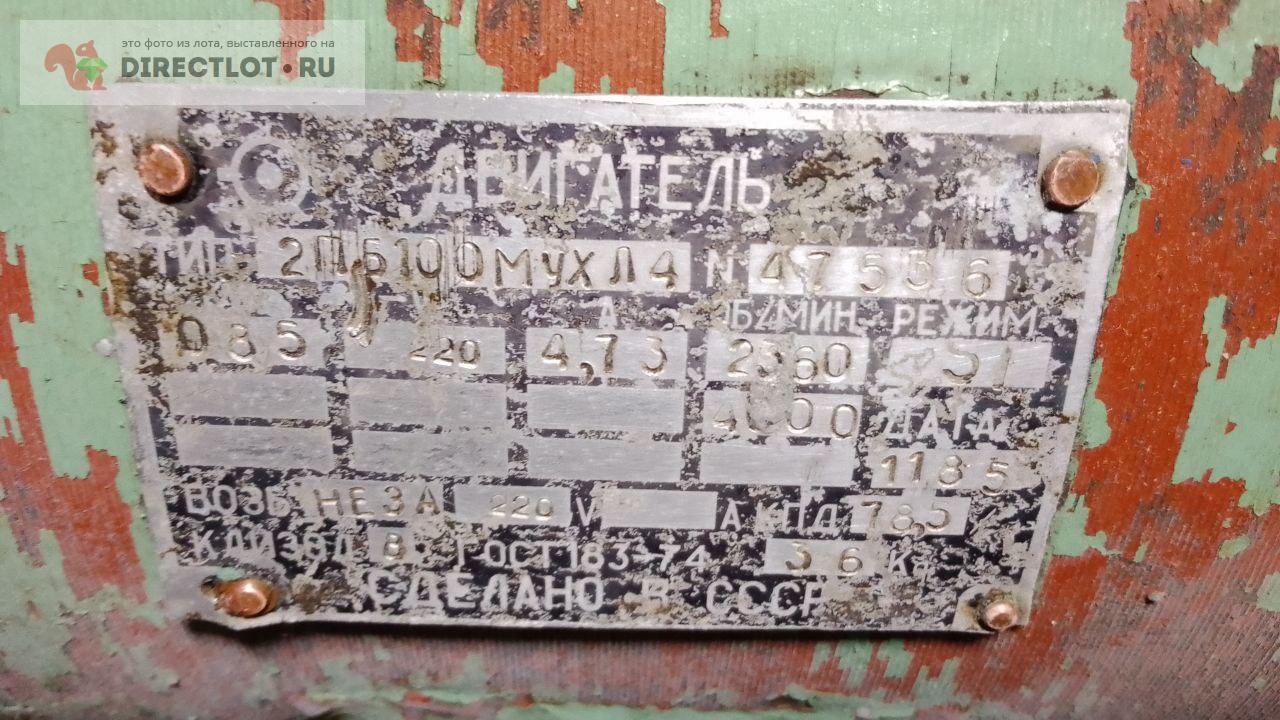 это фото из лота, выставленного на
DIRECTLOT.RU
ДВИГАТЕЛЬ
ТИП 2ПБ100МУХЛ4 N 47536
А ОБ/МИН РЕЖИМ
0,85 220 4,73 2360 S1
4000 ДАТА
1185
ВОЗБ НЕЗА 220 V А КПД 78,5
КЛ ИЗОЛ В ГОСТ183-74 36 КГ
СДЕЛАНО В СССР